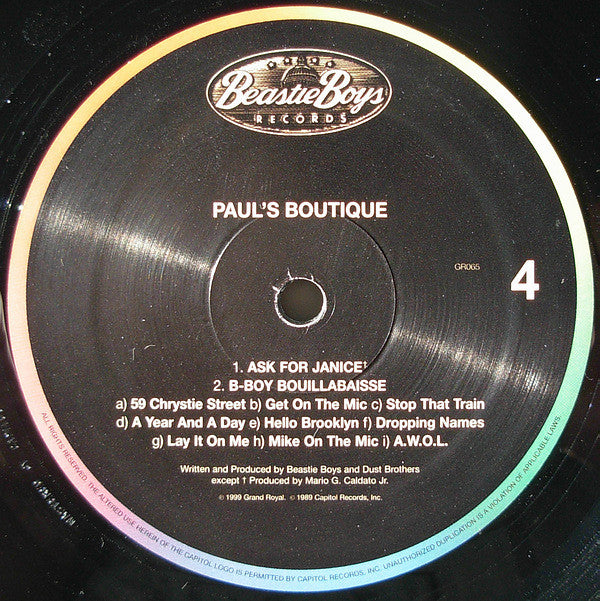 Beastie Boys
RECORDS
PAUL'S BOUTIQUE
GR065
4
1. ASK FOR JANICE†
2. B-BOY BOUILLABAISSE
a) 59 Chrystie Street b) Get On The Mic c) Stop That Train
d) A Year And A Day e) Hello Brooklyn f) Dropping Names
g) Lay It On Me h) Mike On The Mic i) A.W.O.L.
Written and Produced by Beastie Boys and Dust Brothers
except † Produced by Mario G. Caldato Jr.
℗ 1999 Grand Royal. © 1989 Capitol Records, Inc.
ALL RIGHTS RESERVED. THE ALTERED USE HEREIN OF THE CAPITOL LOGO IS PERMITTED BY CAPITOL RECORDS, INC. UNAUTHORIZED DUPLICATION IS A VIOLATION OF APPLICABLE LAWS.